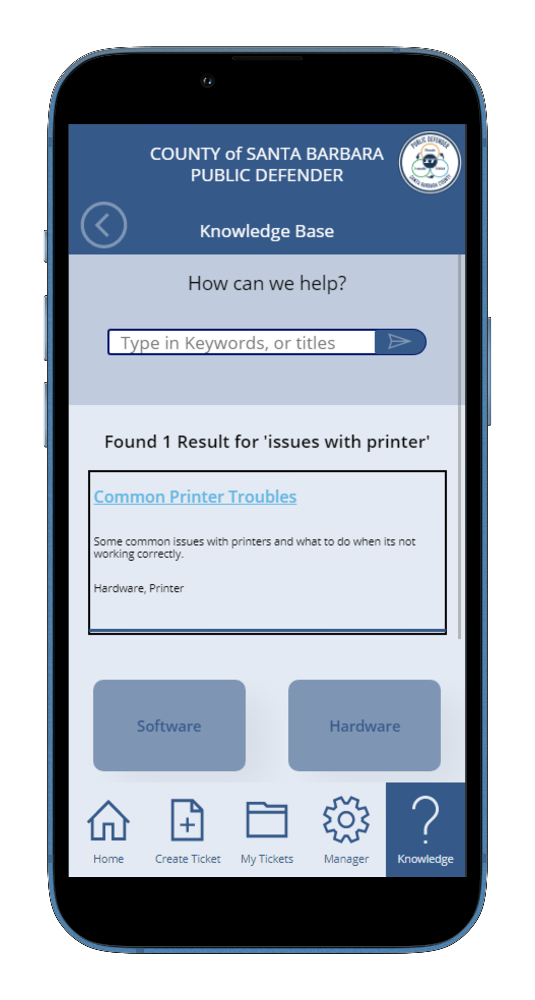 COUNTY of SANTA BARBARA
PUBLIC DEFENDER
PUBLIC DEFENDER
IT
SANTA BARBARA COUNTY
Knowledge Base
How can we help?
Type in Keywords, or titles
Found 1 Result for 'issues with printer'
Common Printer Troubles
Some common issues with printers and what to do when its not
working correctly.
Hardware, Printer
Software
Hardware
Home
Create Ticket
My Tickets
Manager
Knowledge